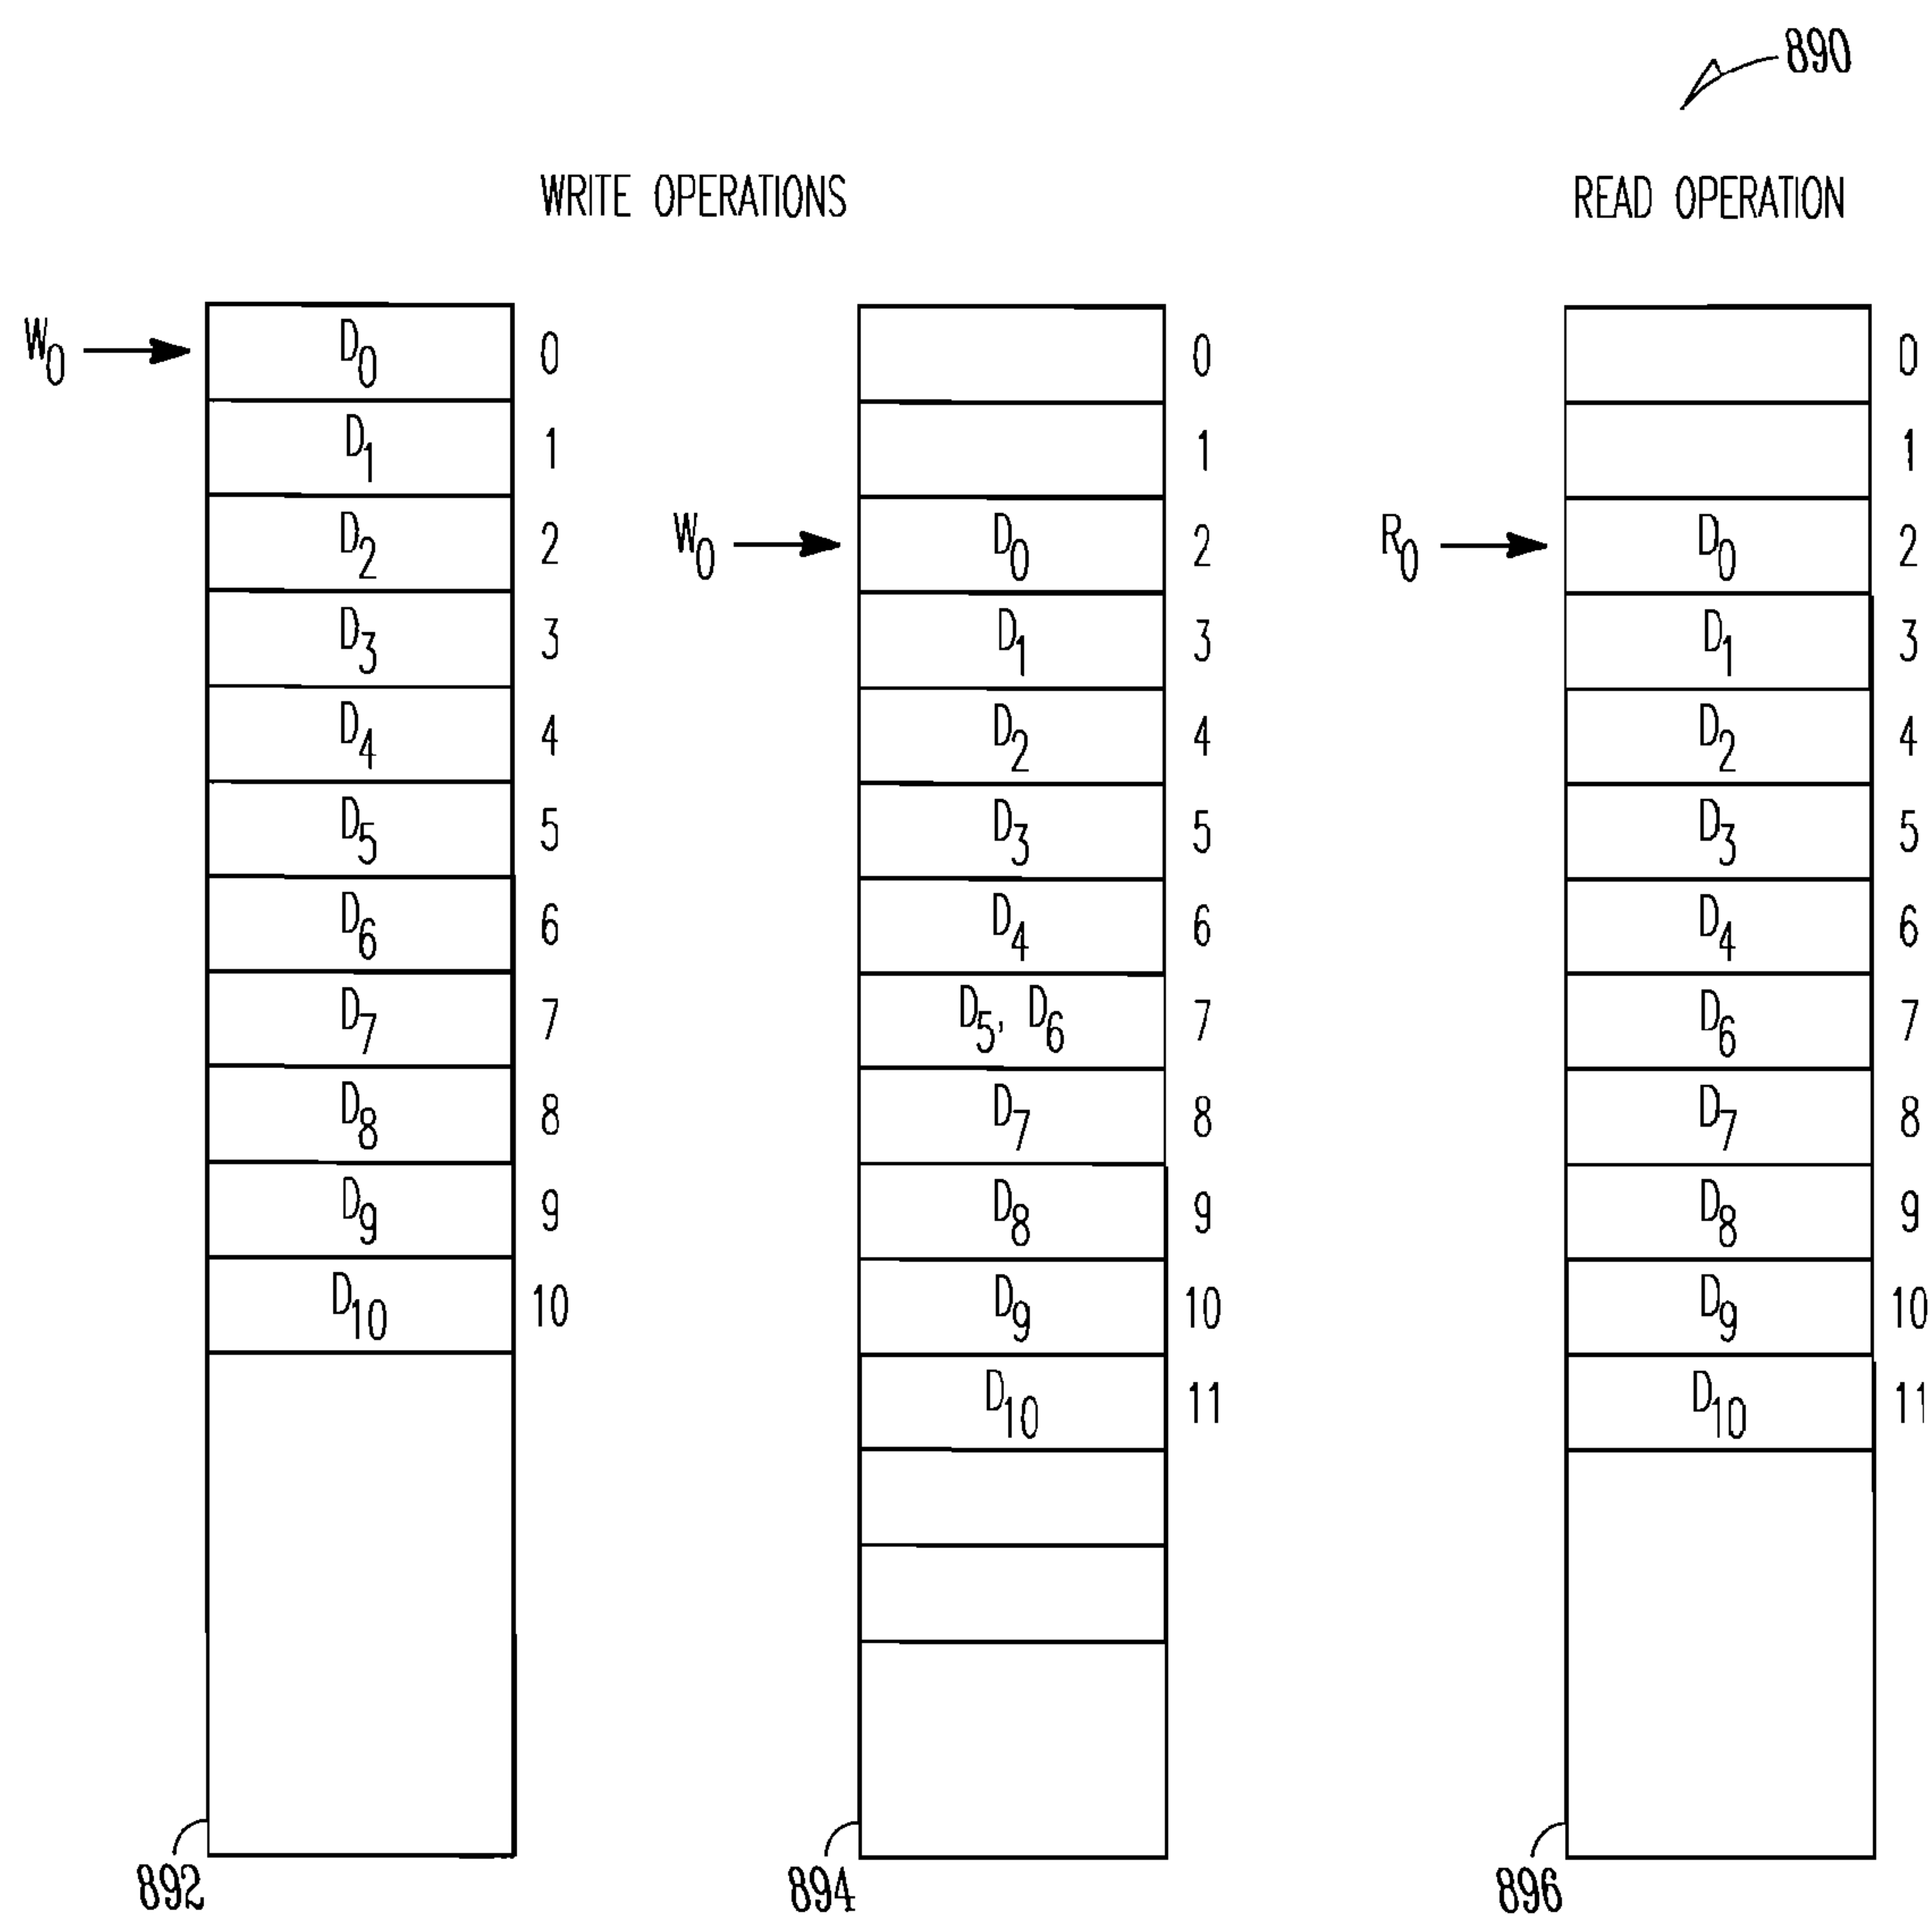 890
WRITE OPERATIONS
READ OPERATION
W0
D0 0
D1 1
D2 2
D3 3
D4 4
D5 5
D6 6
D7 7
D8 8
D9 9
D10 10
892
0
1
W0
D0 2
D1 3
D2 4
D3 5
D4 6
D5, D6 7
D7 8
D8 9
D9 10
D10 11
894
0
1
R0
D0 2
D1 3
D2 4
D3 5
D4 6
D6 7
D7 8
D8 9
D9 10
D10 11
896